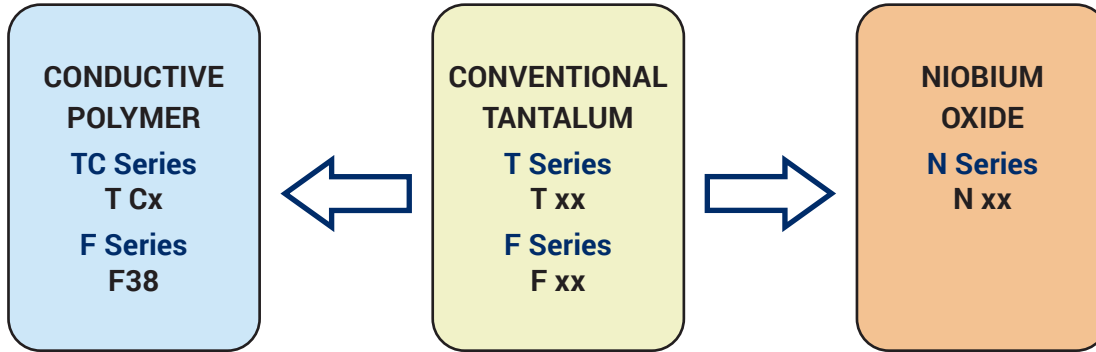 CONDUCTIVE
POLYMER
TC Series
T Cx
F Series
F38
CONVENTIONAL
TANTALUM
T Series
T xx
F Series
F xx
NIOBIUM
OXIDE
N Series
N xx